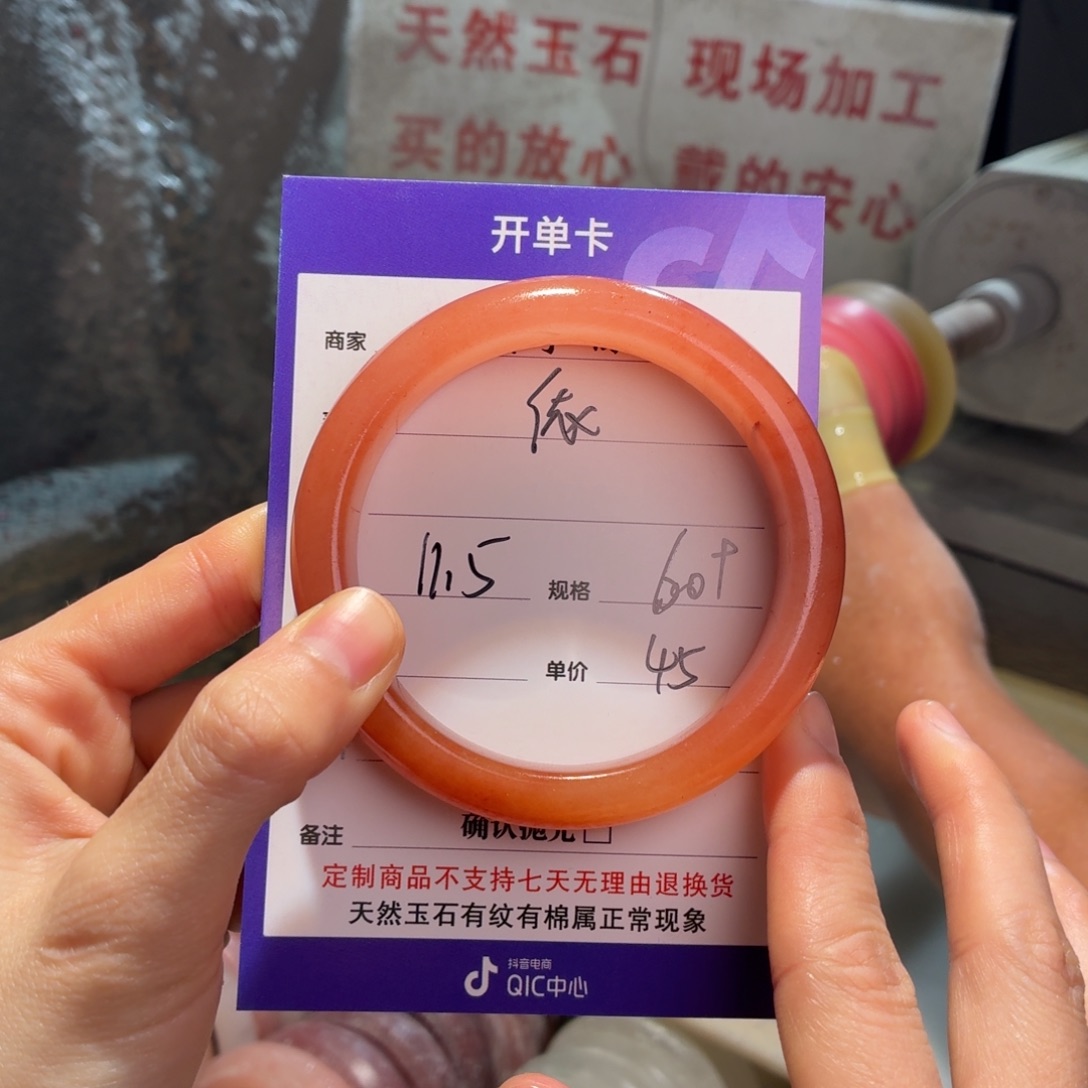 天然玉石 现场加工
买的放心 戴的安心
开单卡
商家
依
11.5 规格 60↑
单价 45
备注 确认抛光 □
定制商品不支持七天无理由退换货
天然玉石有纹有棉属正常现象
抖音电商
QIC中心